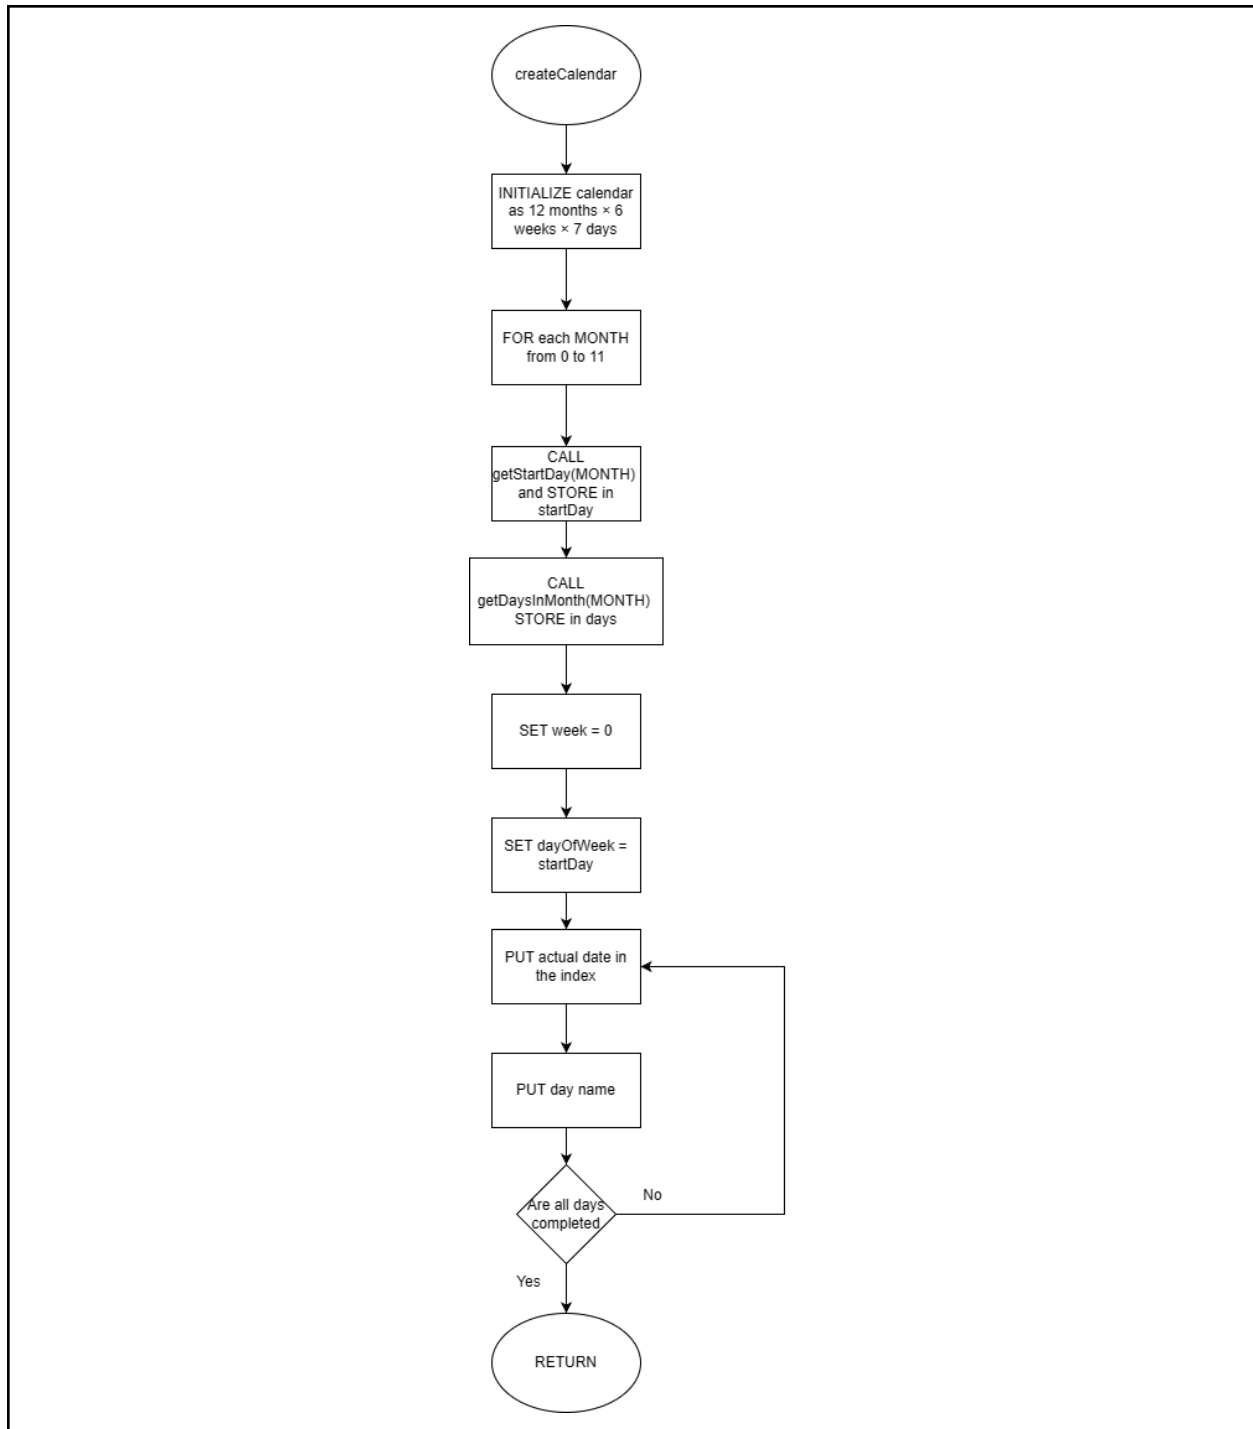 createCalendar
INITIALIZE calendar
as 12 months × 6
weeks × 7 days
FOR each MONTH
from 0 to 11
CALL
getStartDay(MONTH)
and STORE in
startDay
CALL
getDaysInMonth(MONTH)
STORE in days
SET week = 0
SET dayOfWeek =
startDay
PUT actual date in
the index
PUT day name
Are all days
completed
No
Yes
RETURN